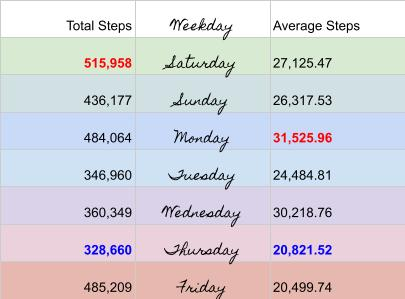 Total Steps Weekday Average Steps
515,958 Saturday 27,125.47
436,177 Sunday 26,317.53
484,064 Monday 31,525.96
346,960 Tuesday 24,484.81
360,349 Wednesday 30,218.76
328,660 Thursday 20,821.52
485,209 Friday 20,499.74